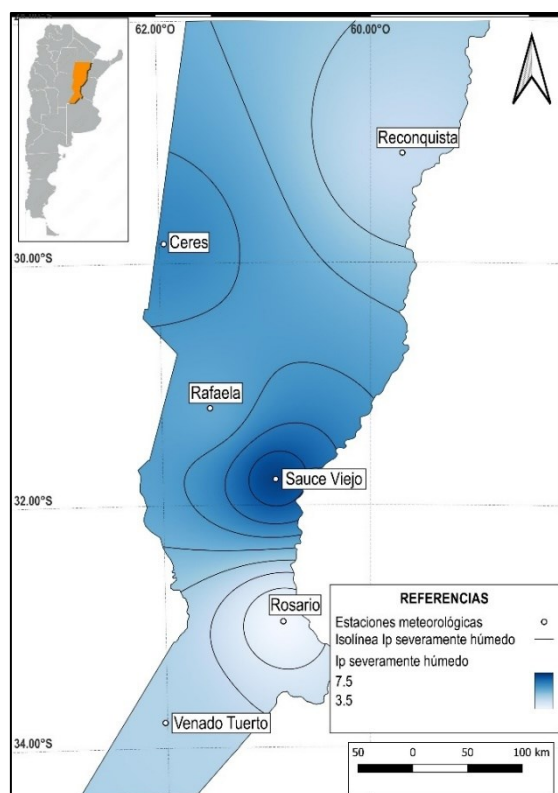 62.00°W 60.00°W
Reconquista
Ceres
30.00°S
Rafaela
Sauce Viejo
32.00°S
Rosario
REFERENCIAS
Estaciones meteorológicas
Isolínea Ip severamente húmedo
Ip severamente húmedo
7.5
3.5
Venado Tuerto
34.00°S
50 0 50 100 km